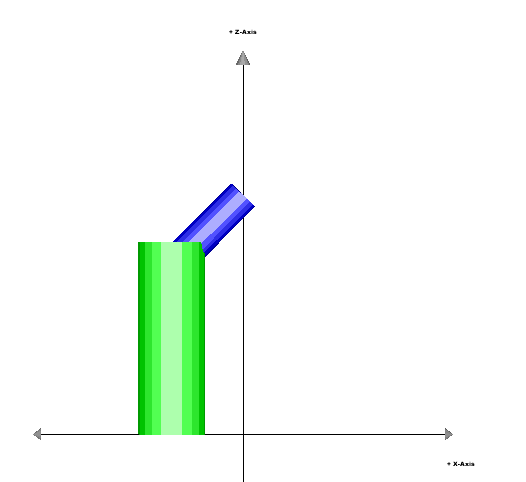 + Z-Axis
+ X-Axis